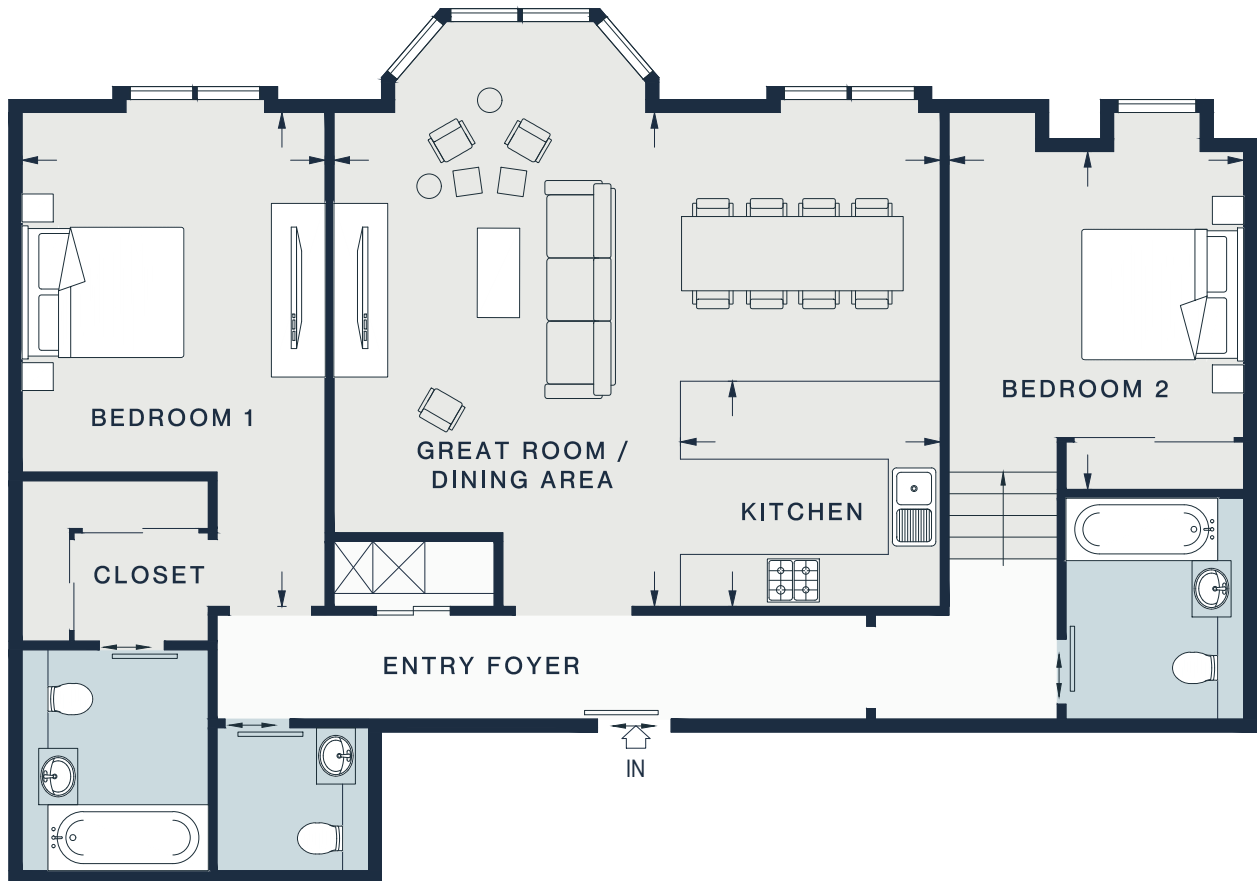 BEDROOM 1
BEDROOM 2
GREAT ROOM /
DINING AREA
KITCHEN
CLOSET
ENTRY FOYER
IN